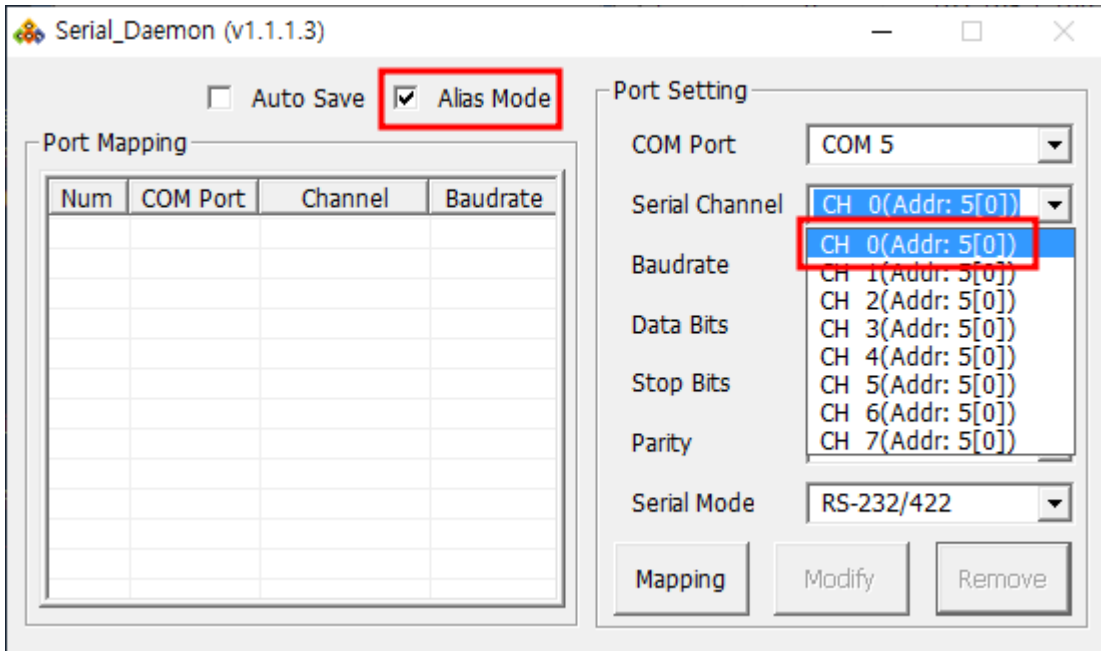 Serial_Daemon (v1.1.1.3)
Auto Save
Alias Mode
Port Mapping
Num COM Port Channel Baudrate
Port Setting
COM Port COM 5
Serial Channel CH 0(Addr: 5[0])
CH 0(Addr: 5[0])
Baudrate
CH 1(Addr: 5[0])
CH 2(Addr: 5[0])
Data Bits
CH 3(Addr: 5[0])
CH 4(Addr: 5[0])
Stop Bits
CH 5(Addr: 5[0])
CH 6(Addr: 5[0])
Parity
CH 7(Addr: 5[0])
Serial Mode RS-232/422
Mapping Modify Remove